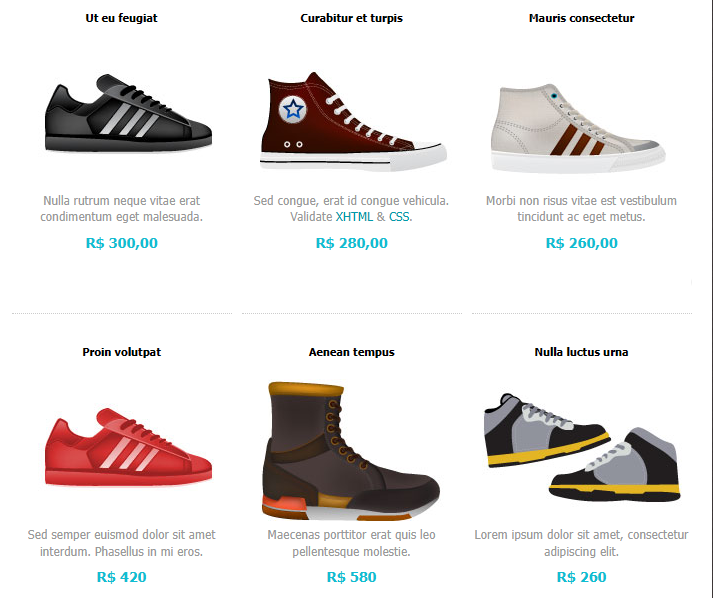 Ut eu feugiat
Curabitur et turpis
Mauris consectetur
Nulla rutrum neque vitae erat
condimentum eget malesuada.
Sed congue, erat id congue vehicula.
Validate XHTML & CSS.
Morbi non risus vitae est vestibulum
tincidunt ac eget metus.
R$ 300,00
R$ 280,00
R$ 260,00
Proin volutpat
Aenean tempus
Nulla luctus urna
Sed semper euismod dolor sit amet
interdum. Phasellus in mi eros.
Maecenas porttitor erat quis leo
pellentesque molestie.
Lorem ipsum dolor sit amet, consectetur
adipiscing elit.
R$ 420
R$ 580
R$ 260